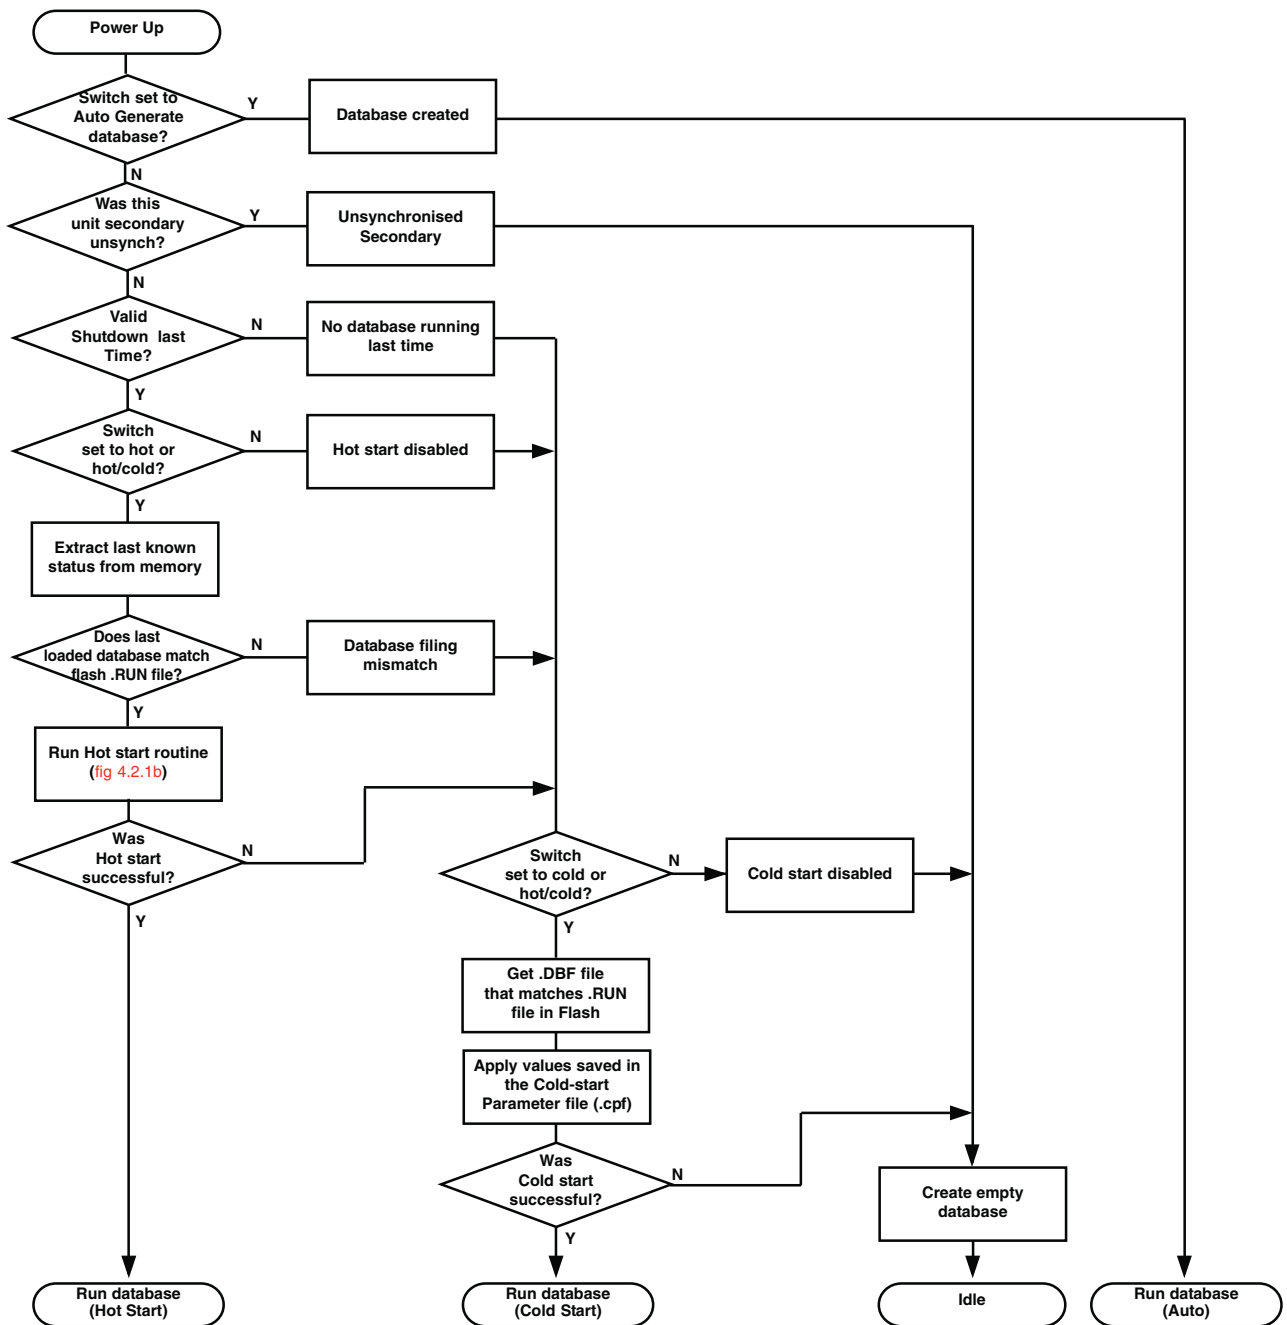 Power Up
Switch set to
Auto Generate
database?
Y
Database created
N
Was this
unit secondary
unsynch?
Y
Unsynchronised
Secondary
N
Valid
Shutdown last
Time?
N
No database running
last time
Y
Switch
set to hot or
hot/cold?
N
Hot start disabled
Y
Extract last known
status from memory
Does last
loaded database match
flash .RUN file?
N
Database filing
mismatch
Y
Run Hot start routine
(fig 4.2.1b)
Was
Hot start
successful?
N
Y
Switch
set to cold or
hot/cold?
N
Cold start disabled
Y
Get .DBF file
that matches .RUN
file in Flash
Apply values saved in
the Cold-start
Parameter file (.cpf)
Was
Cold start
successful?
N
Y
Create empty
database
Run database
(Hot Start)
Run database
(Cold Start)
Idle
Run database
(Auto)